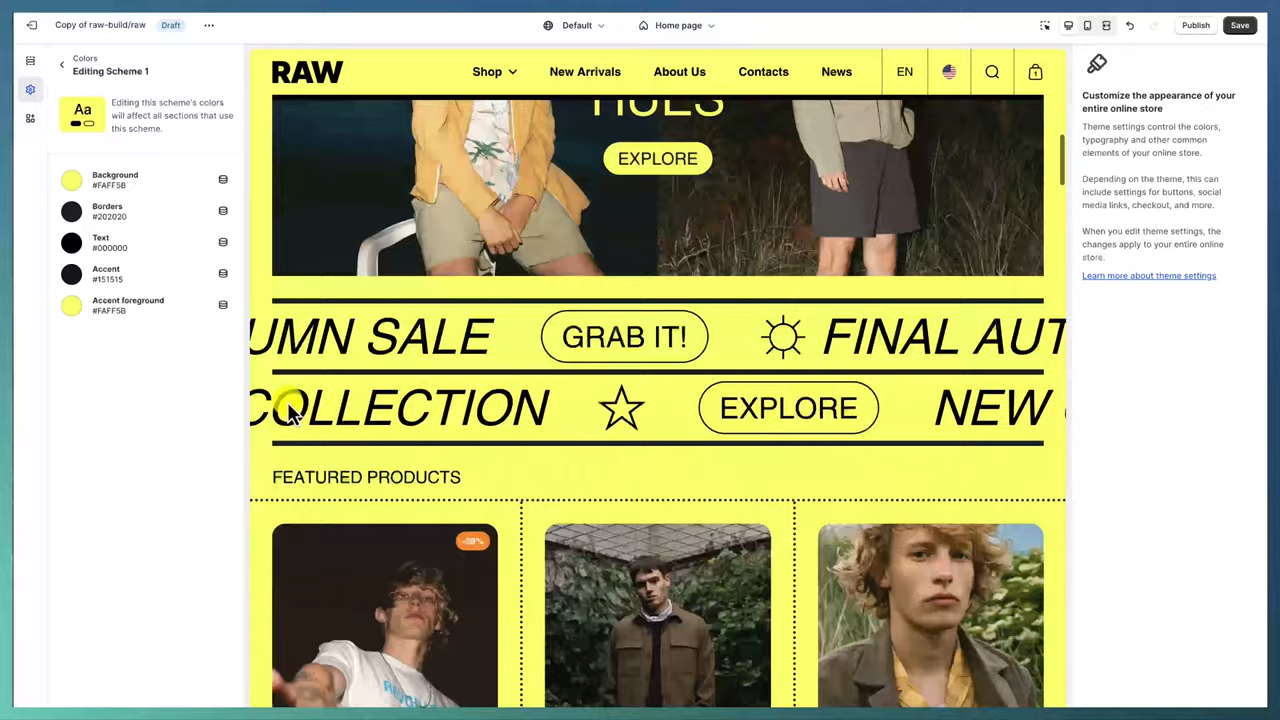 Copy of raw-build/raw
Draft
Default
Home page
Publish
Save
Colors
Editing Scheme 1
Aa
Editing this scheme's colors
will affect all sections that use
this scheme.
Background
#FAFF5B
Borders
#202020
Text
#000000
Accent
#151515
Accent foreground
#FAFF5B
RAW
Shop
New Arrivals
About Us
Contacts
News
EN
1
HUES
EXPLORE
UMN SALE
GRAB IT!
FINAL AUT
COLLECTION
EXPLORE
NEW
FEATURED PRODUCTS
Customize the appearance of your
entire online store
Theme settings control the colors,
typography and other common
elements of your online store.
Depending on the theme, this can
include settings for buttons, social
media links, checkout, and more.
When you edit theme settings, the
changes apply to your entire online
store.
Learn more about theme settings